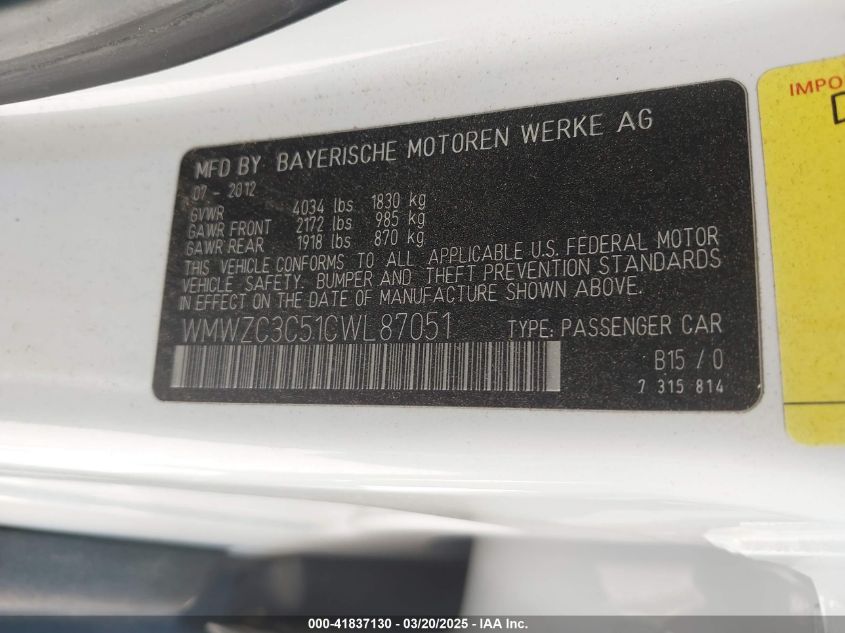 MFD BY BAYERISCHE MOTOREN WERKE AG
07-2012
GVWR 4034 lbs 1830 kg
GAWR FRONT 2172 lbs 985 kg
GAWR REAR 1918 lbs 870 kg
THIS VEHICLE CONFORMS TO ALL APPLICABLE U.S. FEDERAL MOTOR
VEHICLE SAFETY, BUMPER AND THEFT PREVENTION STANDARDS
IN EFFECT ON THE DATE OF MANUFACTURE SHOWN ABOVE.
WMWZC3C51CWL87051 TYPE: PASSENGER CAR
B15 / 0
7 315 814
IMPO
000-41837130 - 03/20/2025 - IAA Inc.